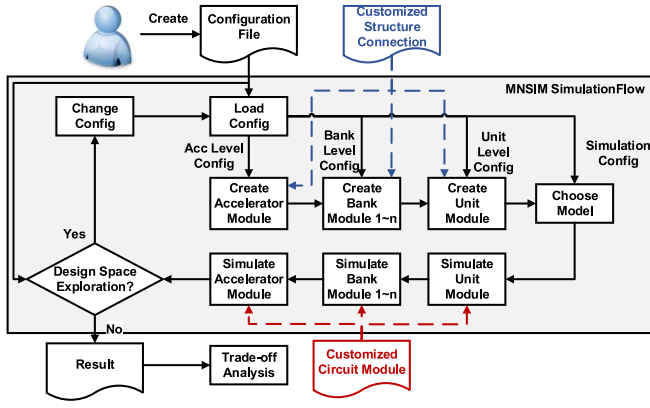 Create
Configuration
File
Customized
Structure
Connection
MNSIM SimulationFlow
Change
Config
Load
Config
Acc Level
Config
Bank
Level
Config
Unit
Level
Config
Simulation
Config
Create
Accelerator
Module
Create
Bank
Module 1~n
Create
Unit
Module
Choose
Model
Yes
Design Space
Exploration?
Simulate
Accelerator
Module
Simulate
Bank
Module 1~n
Simulate
Unit
Module
No
Result
Trade-off
Analysis
Customized
Circuit Module